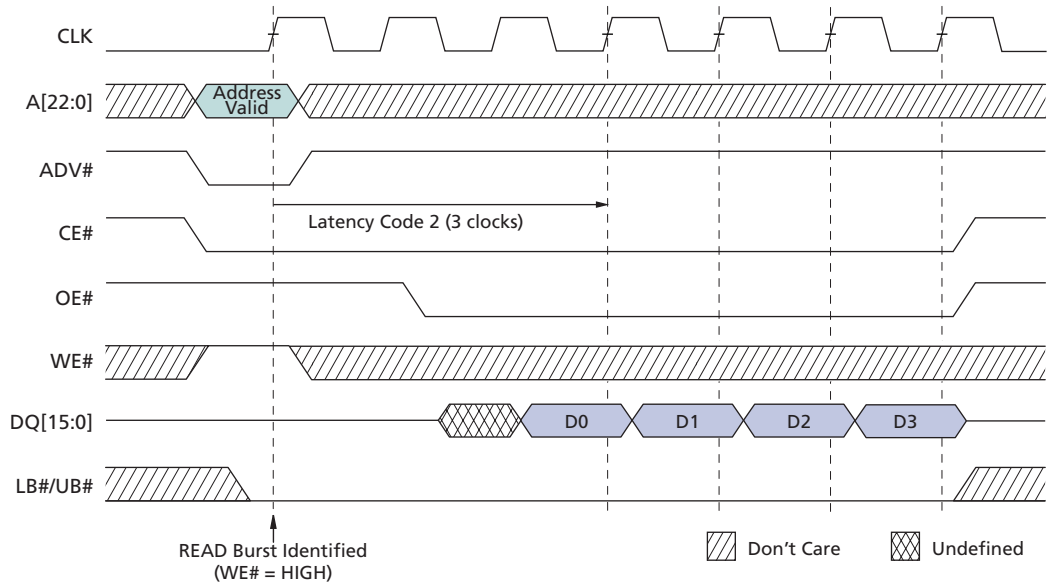 CLK
A[22:0]
Address
Valid
ADV#
Latency Code 2 (3 clocks)
CE#
OE#
WE#
DQ[15:0]
D0
D1
D2
D3
LB#/UB#
READ Burst Identified
(WE# = HIGH)
Don't Care
Undefined